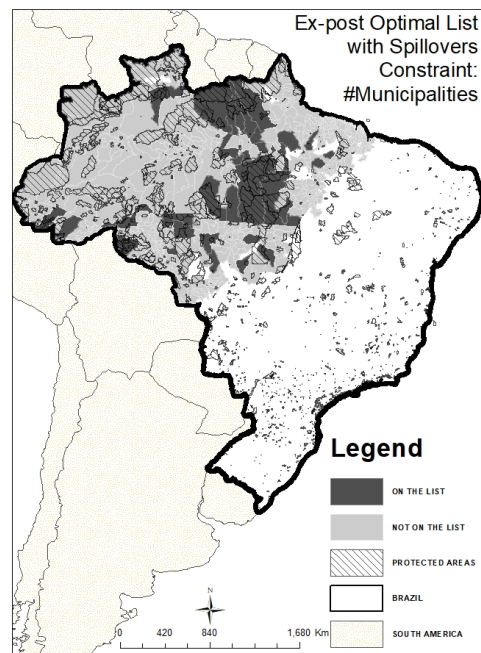 Ex-post Optimal List
with Spillovers
Constraint:
#Municipalities
Legend
ON THE LIST
NOT ON THE LIST
PROTECTED AREAS
BRAZIL
SOUTH AMERICA
N
0 420 840 1,680 Km